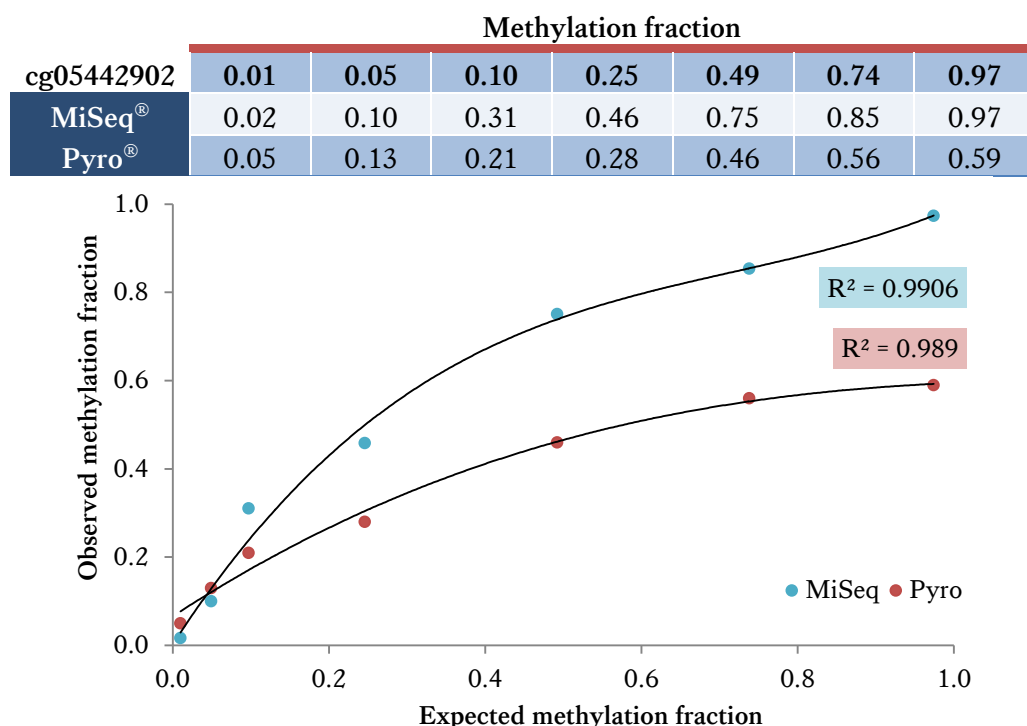 Methylation fraction
cg05442902 0.01 0.05 0.10 0.25 0.49 0.74 0.97
MiSeq® 0.02 0.10 0.31 0.46 0.75 0.85 0.97
Pyro® 0.05 0.13 0.21 0.28 0.46 0.56 0.59
Observed methylation fraction
1.0
0.8
0.6
0.4
0.2
0.0
R² = 0.9906
R² = 0.989
MiSeq Pyro
0.0 0.2 0.4 0.6 0.8 1.0
Expected methylation fraction